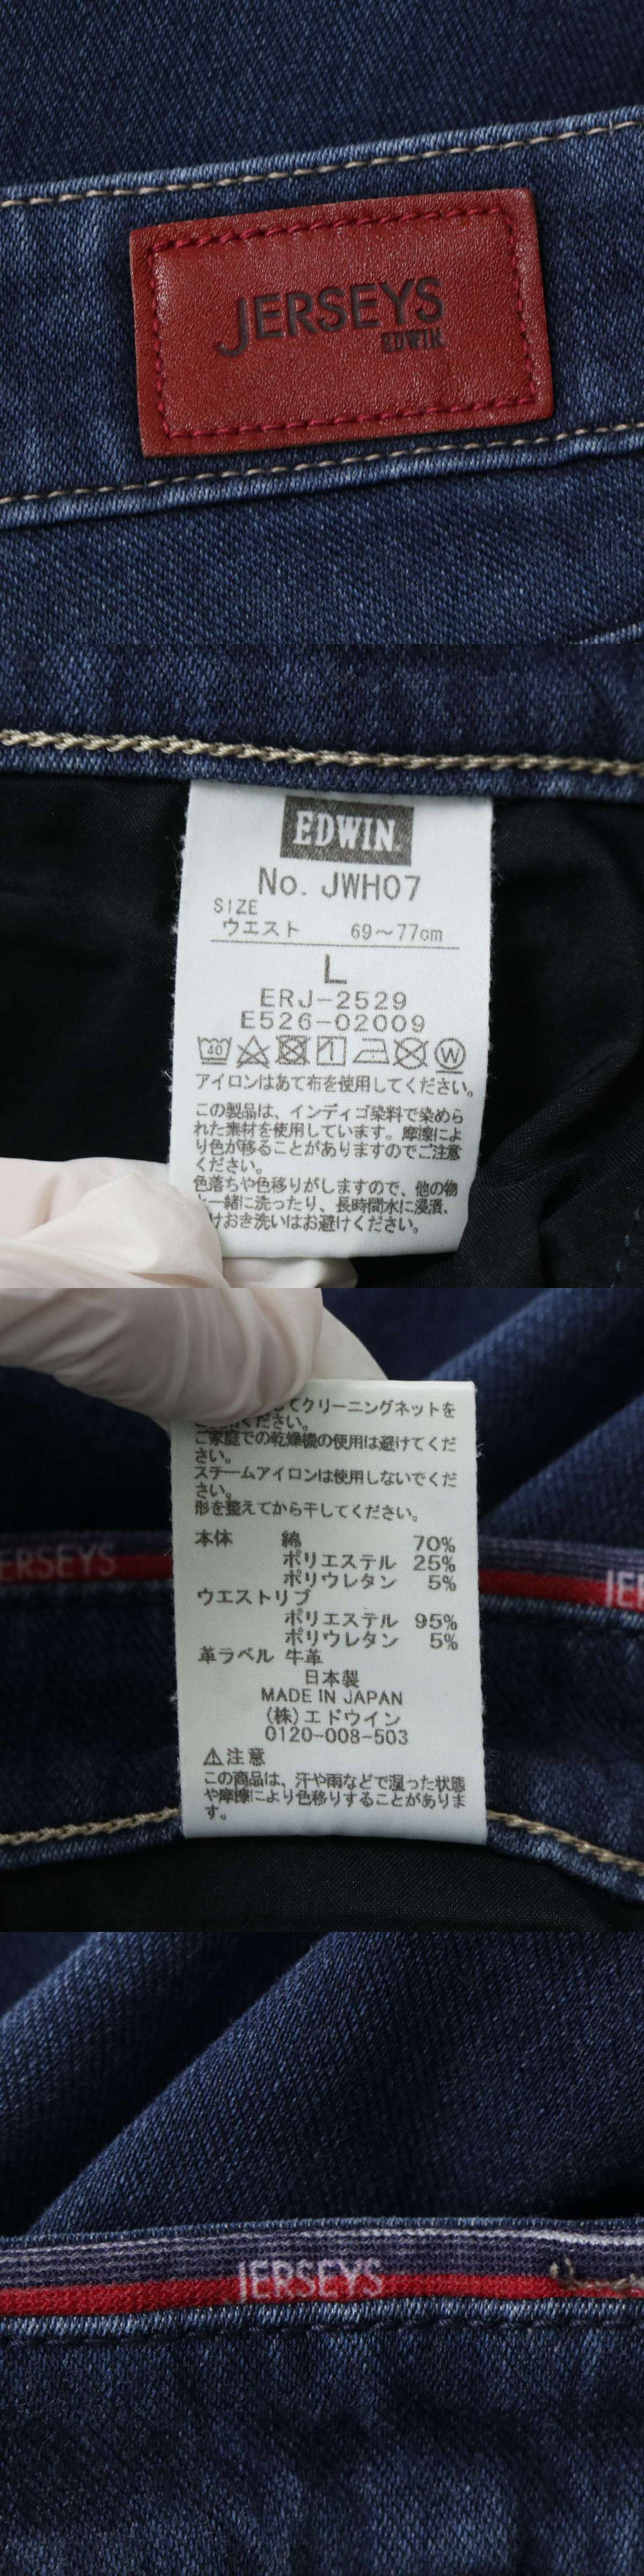 JERSEYS
EDWIN
EDWIN
No. JWH07
SIZE
ウエスト 69〜77cm
L
ERJ-2529
E526-02009
40 W
アイロンはあて布を使用してください。
この製品は、インディゴ染料で染めら
れた素材を使用しています。摩擦によ
り色が移ることがありますのでご注意
ください。
色落ちや色移りがしますので、他の物
と一緒に洗ったり、長時間水に浸漬、
けおき洗いはお避けください。
てクリーニングネットを
ください。
ご家庭での乾燥機の使用は避けてくだ
さい。
スチームアイロンは使用しないでくだ
さい。
形を整えてから干してください。
本体 綿 70%
ポリエステル 25%
ポリウレタン 5%
ウエストリブ
ポリエステル 95%
ポリウレタン 5%
革ラベル 牛革
日本製
MADE IN JAPAN
(株)エドウイン
0120-008-503
⚠注意
この商品は、汗や雨などで湿った状態
や摩擦により色移りすることがありま
す。
ERSEYS
JER
JERSEYS